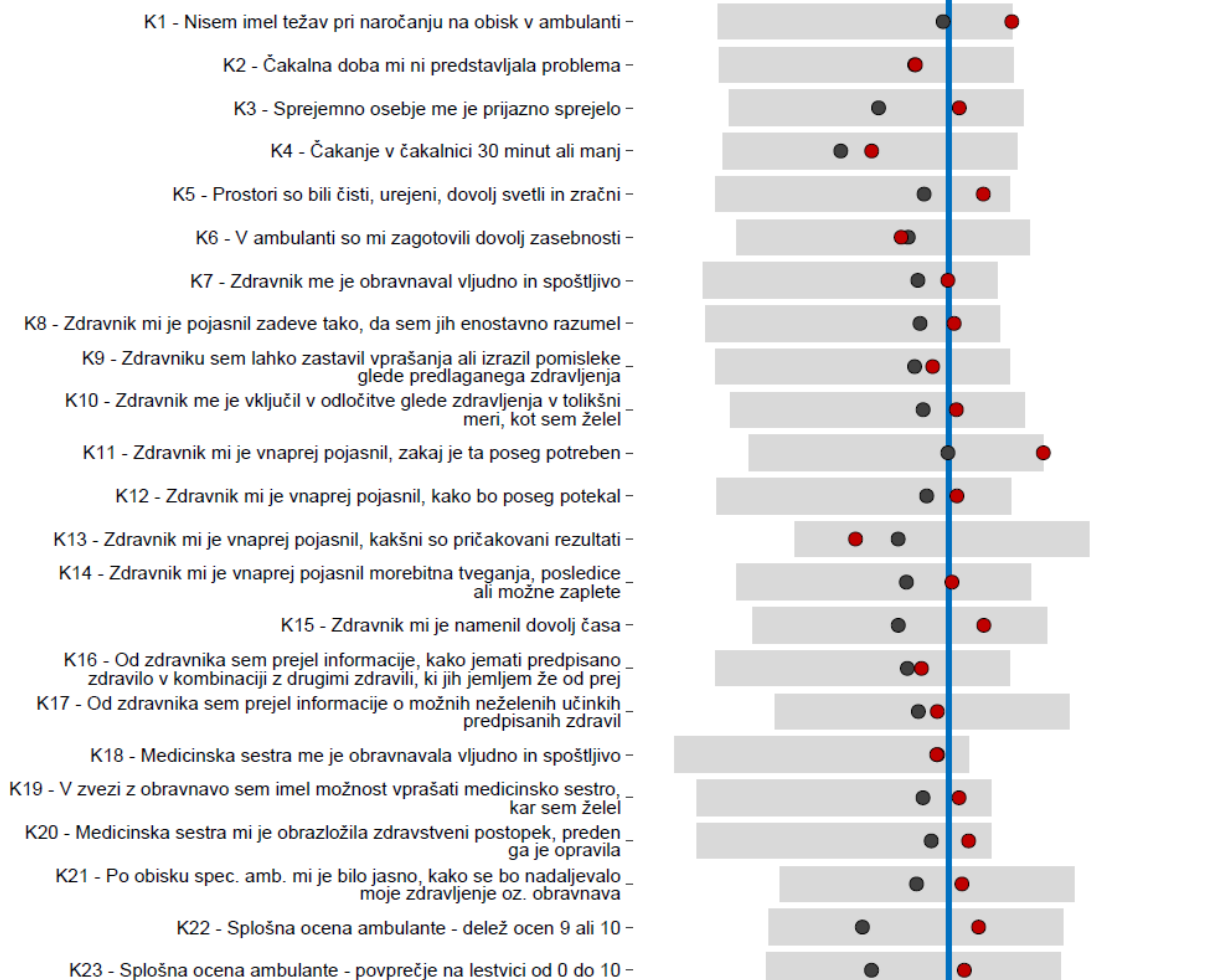 K1 - Nisem imel težav pri naročanju na obisk v ambulanti
K2 - Čakalna doba mi ni predstavljala problema
K3 - Sprejemno osebje me je prijazno sprejelo
K4 - Čakanje v čakalnici 30 minut ali manj
K5 - Prostori so bili čisti, urejeni, dovolj svetli in zračni
K6 - V ambulanti so mi zagotovili dovolj zasebnosti
K7 - Zdravnik me je obravnaval vljudno in spoštljivo
K8 - Zdravnik mi je pojasnil zadeve tako, da sem jih enostavno razumel
K9 - Zdravniku sem lahko zastavil vprašanja ali izrazil pomisleke
glede predlaganega zdravljenja
K10 - Zdravnik me je vključil v odločitve glede zdravljenja v tolikšni
meri, kot sem želel
K11 - Zdravnik mi je vnaprej pojasnil, zakaj je ta poseg potreben
K12 - Zdravnik mi je vnaprej pojasnil, kako bo poseg potekal
K13 - Zdravnik mi je vnaprej pojasnil, kakšni so pričakovani rezultati
K14 - Zdravnik mi je vnaprej pojasnil morebitna tveganja, posledice
ali možne zaplete
K15 - Zdravnik mi je namenil dovolj časa
K16 - Od zdravnika sem prejel informacije, kako jemati predpisano
zdravilo v kombinaciji z drugimi zdravili, ki jih jemljem že od prej
K17 - Od zdravnika sem prejel informacije o možnih neželenih učinkih
predpisanih zdravil
K18 - Medicinska sestra me je obravnavala vljudno in spoštljivo
K19 - V zvezi z obravnavo sem imel možnost vprašati medicinsko sestro,
kar sem želel
K20 - Medicinska sestra mi je obrazložila zdravstveni postopek, preden
ga je opravila
K21 - Po obisku spec. amb. mi je bilo jasno, kako se bo nadaljevalo
moje zdravljenje oz. obravnava
K22 - Splošna ocena ambulante - delež ocen 9 ali 10
K23 - Splošna ocena ambulante - povprečje na lestvici od 0 do 10